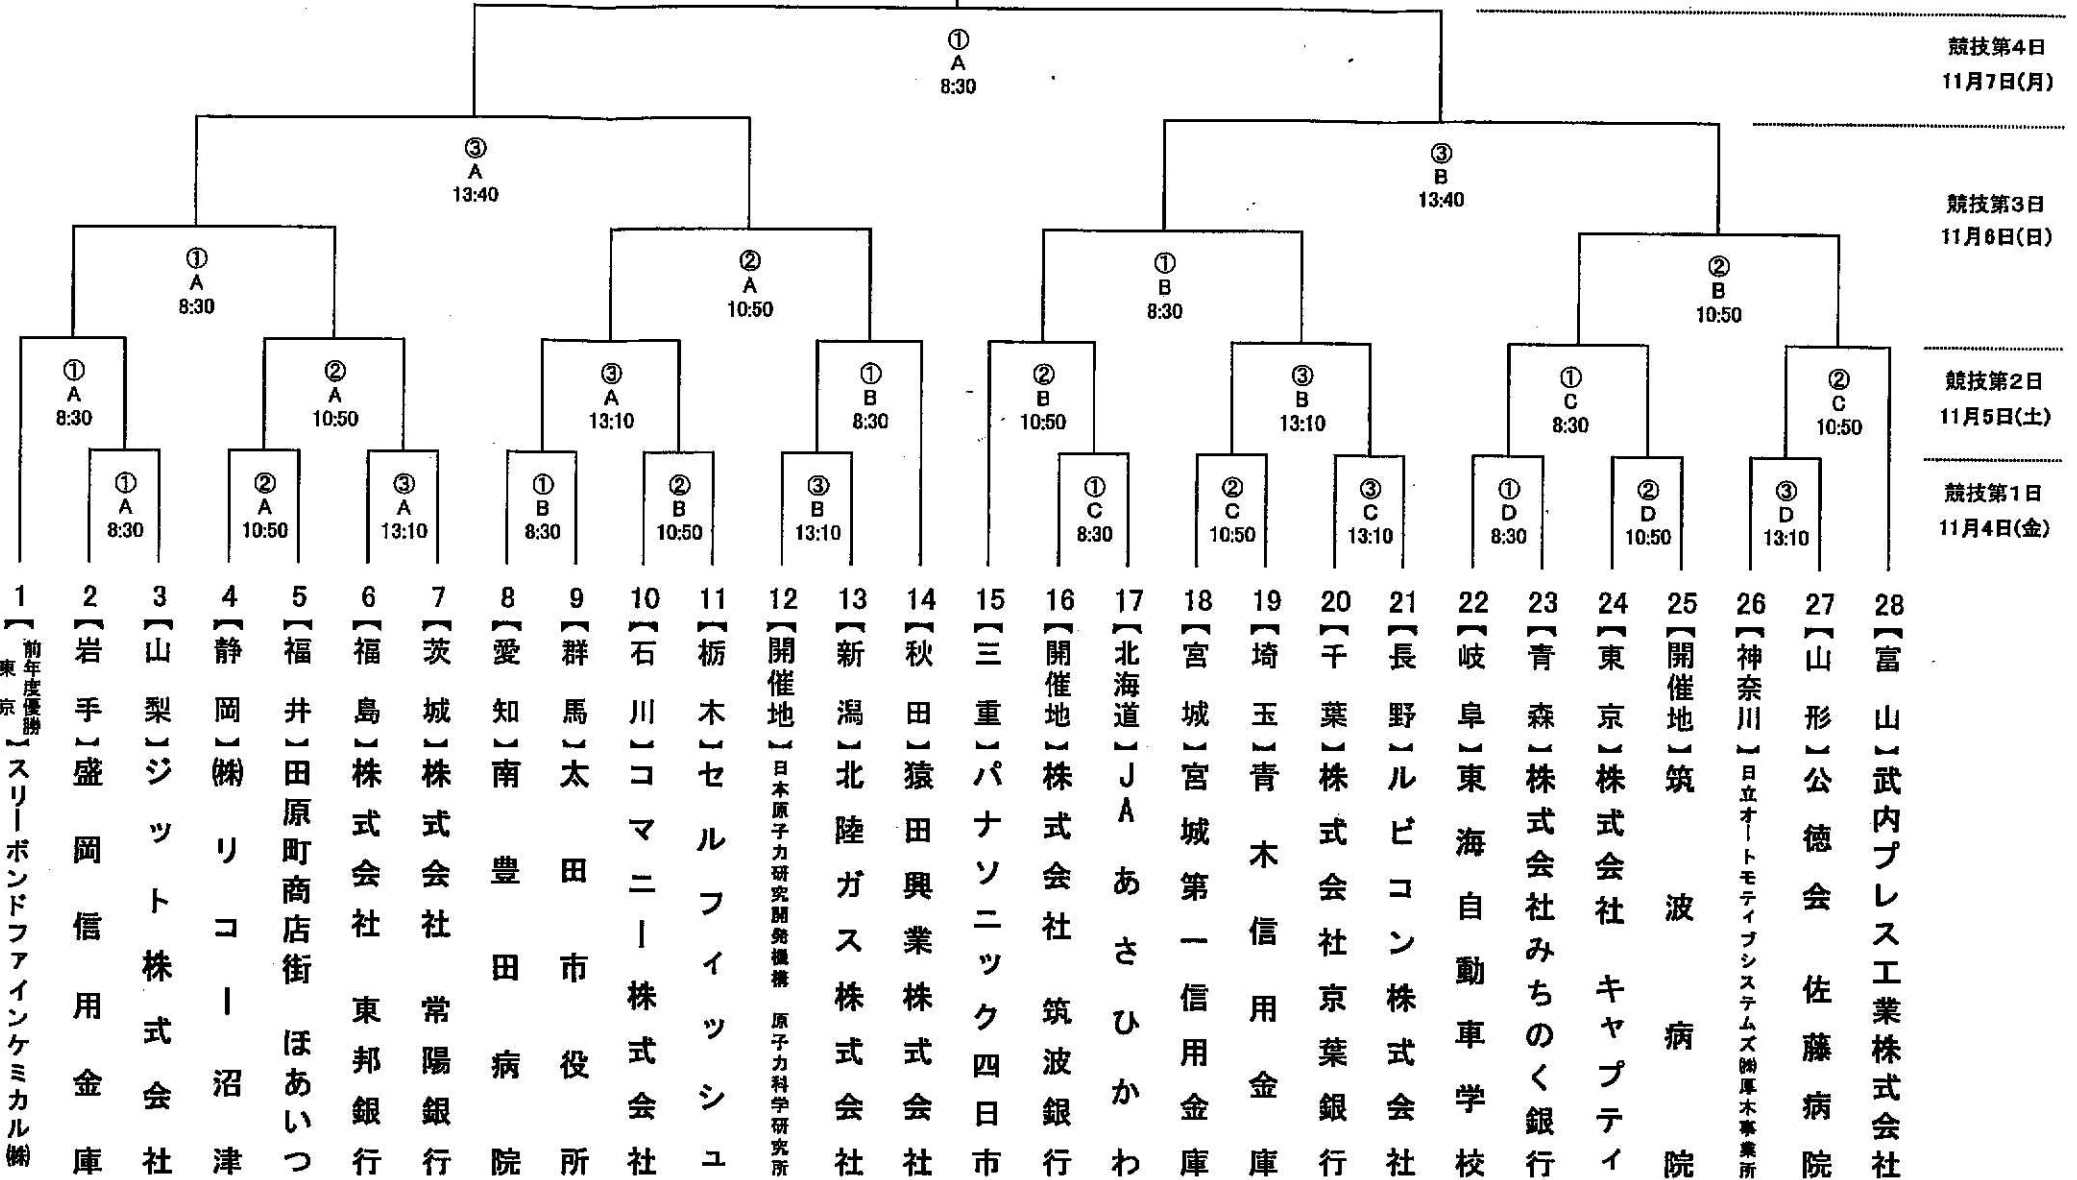 ①
A
8:30
競技第4日
11月7日(月)
③
A
13:40
③
B
13:40
競技第3日
11月6日(日)
①
A
8:30
②
A
10:50
①
B
8:30
②
B
10:50
①
A
8:30
②
A
10:50
③
A
13:10
①
B
8:30
②
B
10:50
③
B
13:10
①
C
8:30
②
C
10:50
競技第2日
11月5日(土)
①
A
8:30
②
A
10:50
③
A
13:10
①
B
8:30
②
B
10:50
③
B
13:10
①
C
8:30
②
C
10:50
③
C
13:10
①
D
8:30
②
D
10:50
③
D
13:10
競技第1日
11月4日(金)
1【前年度優勝 東京】スリーボンドファインケミカル㈱
2【岩手】盛岡信用金庫
3【山梨】ジット株式会社
4【静岡】㈱リコー沼津
5【福井】田原町商店街 ほあいつ
6【福島】株式会社 東邦銀行
7【茨城】株式会社 常陽銀行
8【愛知】南豊田病院
9【群馬】太田市役所
10【石川】コマニー株式会社
11【栃木】セルフィッシュ
12【開催地】日本原子力研究開発機構 原子力科学研究所
13【新潟】北陸ガス株式会社
14【秋田】猿田興業株式会社
15【三重】パナソニック四日市
16【開催地】株式会社 筑波銀行
17【北海道】JAあさひかわ
18【宮城】宮城第一信用金庫
19【埼玉】青木信用金庫
20【千葉】株式会社京葉銀行
21【長野】ルビコン株式会社
22【岐阜】東海自動車学校
23【青森】株式会社みちのく銀行
24【東京】株式会社 キャプティ
25【開催地】筑波病院
26【神奈川】日立オートモティブシステムズ㈱厚木事業所
27【山形】公徳会 佐藤病院
28【富山】武内プレス工業株式会社